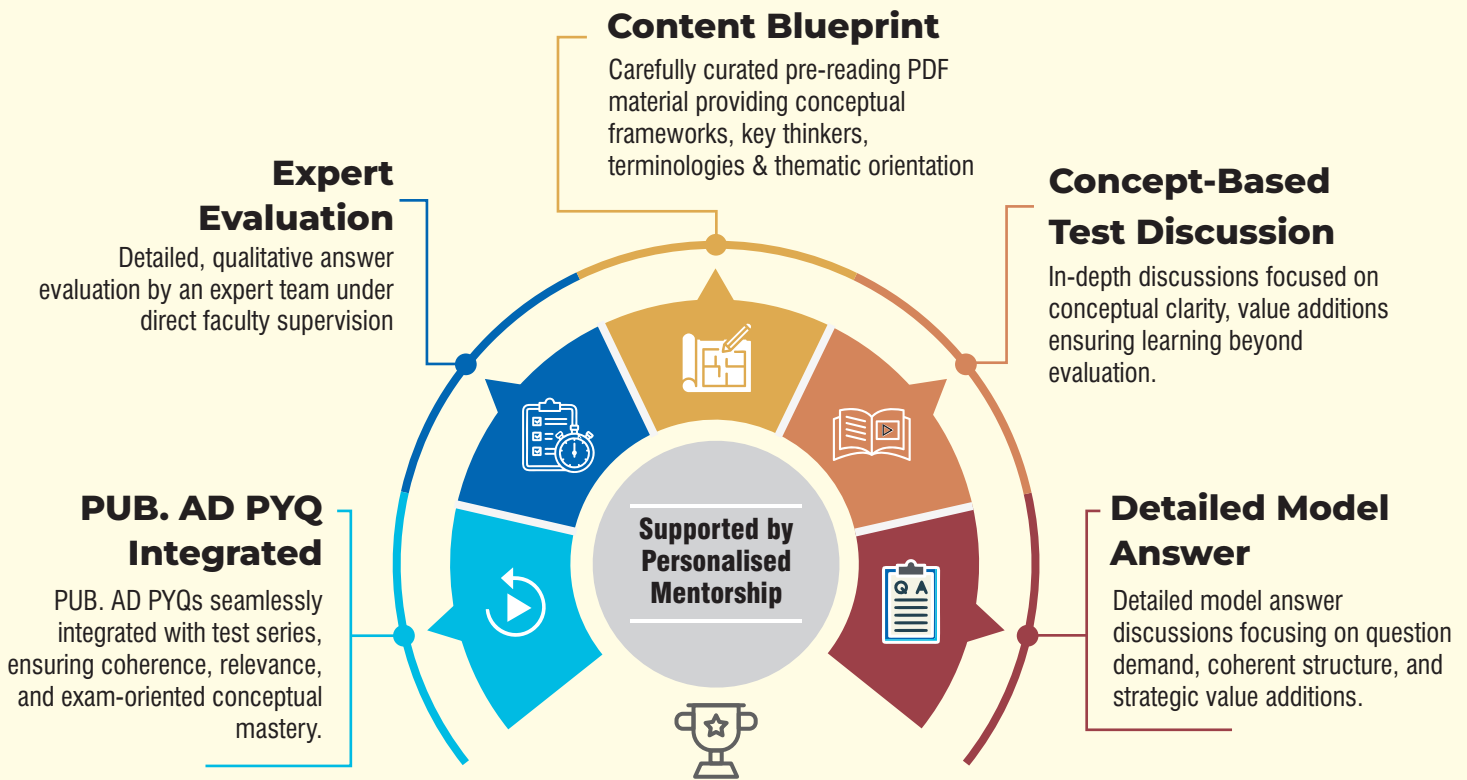 Content Blueprint
Carefully curated pre-reading PDF
material providing conceptual
frameworks, key thinkers,
terminologies & thematic orientation
Expert
Evaluation
Detailed, qualitative answer
evaluation by an expert team under
direct faculty supervision
Concept-Based
Test Discussion
In-depth discussions focused on
conceptual clarity, value additions
ensuring learning beyond
evaluation.
PUB. AD PYQ
Integrated
PUB. AD PYQs seamlessly
integrated with test series,
ensuring coherence, relevance,
and exam-oriented conceptual
mastery.
Supported by
Personalised
Mentorship
Q A
Detailed Model
Answer
Detailed model answer
discussions focusing on question
demand, coherent structure, and
strategic value additions.